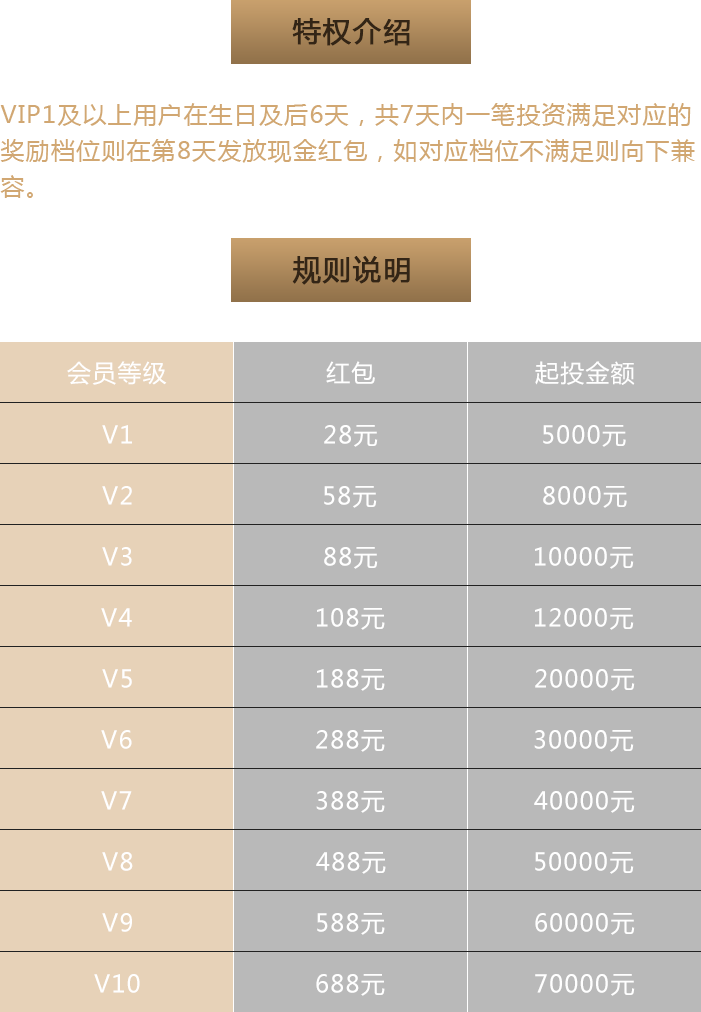 特权介绍
VIP1及以上用户在生日及后6天，共7天内一笔投资满足对应的
奖励档位则在第8天发放现金红包，如对应档位不满足则向下兼
容。
规则说明
会员等级 红包 起投金额
V1 28元 5000元
V2 58元 8000元
V3 88元 10000元
V4 108元 12000元
V5 188元 20000元
V6 288元 30000元
V7 388元 40000元
V8 488元 50000元
V9 588元 60000元
V10 688元 70000元